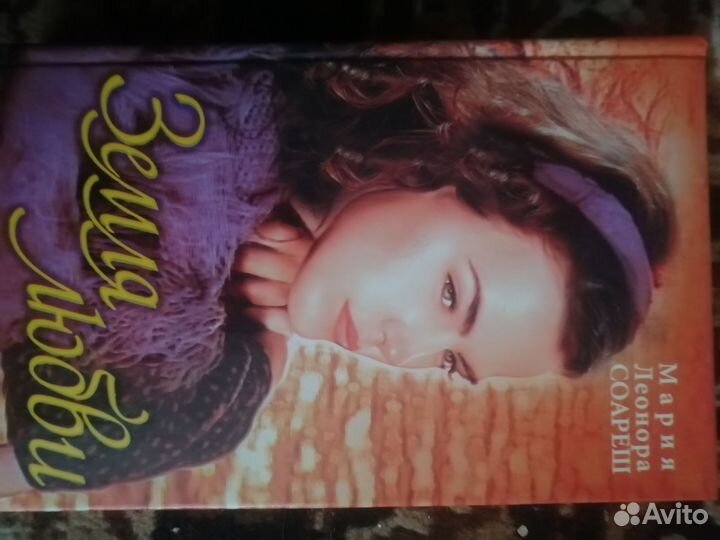 Мария
Леонора
СОАРЕШ
Земля
любви
Avito